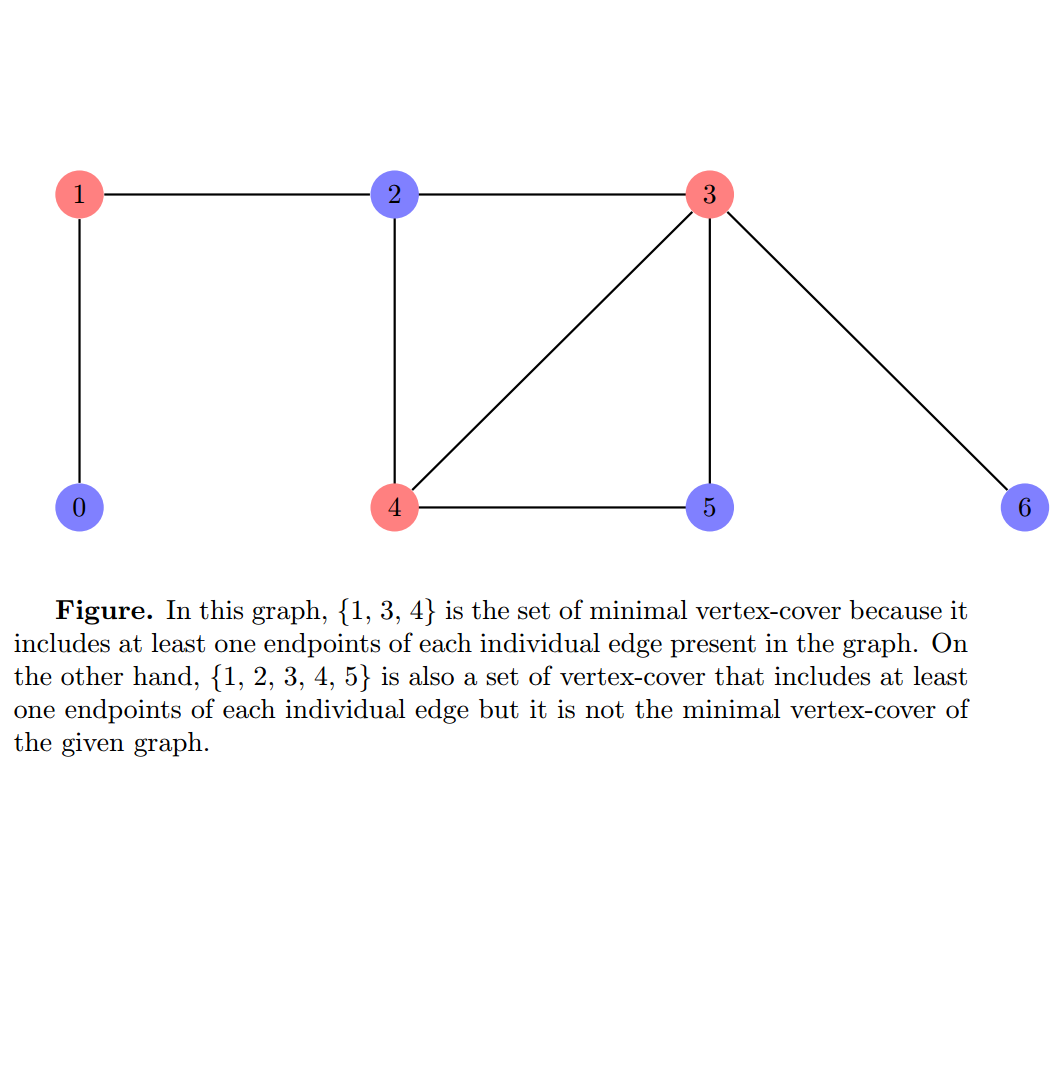 1 2 3
0 4 5 6
Figure. In this graph, {1, 3, 4} is the set of minimal vertex-cover because it
includes at least one endpoints of each individual edge present in the graph. On
the other hand, {1, 2, 3, 4, 5} is also a set of vertex-cover that includes at least
one endpoints of each individual edge but it is not the minimal vertex-cover of
the given graph.